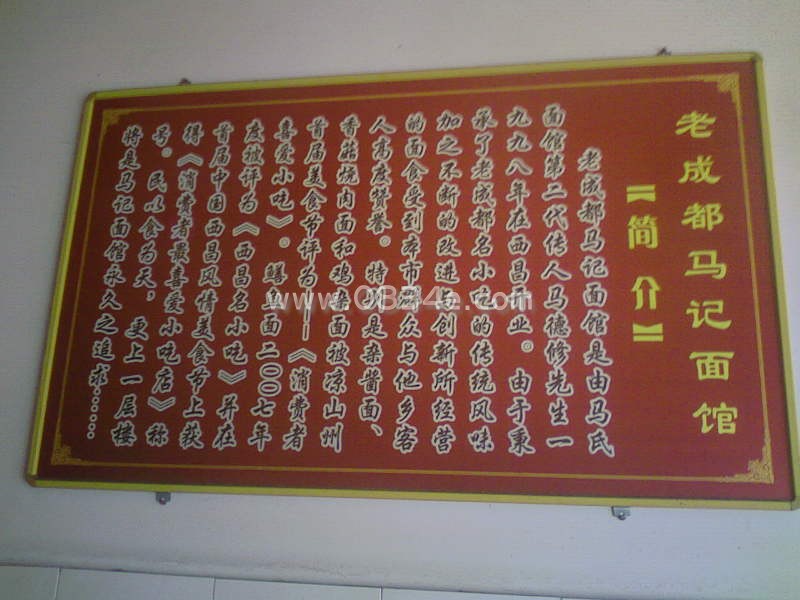 老成都马记面馆
【简介】
老成都马记面馆是由马氏
面馆第二代传人马德修先生一
九九八年在西昌业。由于秉
承了老成都名小吃的传统风味
加之不断的改进创新所经营
的面食受到本市群众与他乡客
人高度赞誉。特是杂酱面、
香菇烧肉面和鸡杂面被凉山州
首届美食节评为——《消费者
喜爱小吃》。鳝面二00七年
度被评为《西昌名小吃》并在
首届中国西昌风情美食节上获
得《消费者最喜爱小吃店》称
号。民以食为天,更上一层楼
将是马记面馆永久之追求……
www.0834e.com